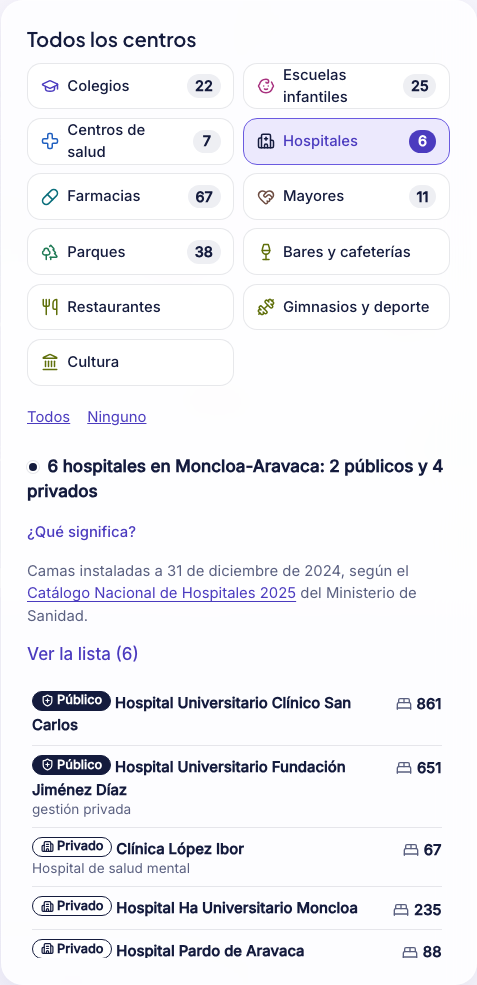 Todos los centros
Colegios 22
Escuelas infantiles 25
Centros de salud 7
Hospitales 6
Farmacias 67
Mayores 11
Parques 38
Bares y cafeterías
Restaurantes
Gimnasios y deporte
Cultura
Todos Ninguno
6 hospitales en Moncloa-Aravaca: 2 públicos y 4
privados
¿Qué significa?
Camas instaladas a 31 de diciembre de 2024, según el
Catálogo Nacional de Hospitales 2025 del Ministerio de
Sanidad.
Ver la lista (6)
Público Hospital Universitario Clínico San 861
Carlos
Público Hospital Universitario Fundación 651
Jiménez Díaz
gestión privada
Privado Clínica López Ibor 67
Hospital de salud mental
Privado Hospital Ha Universitario Moncloa 235
Privado Hospital Pardo de Aravaca 88